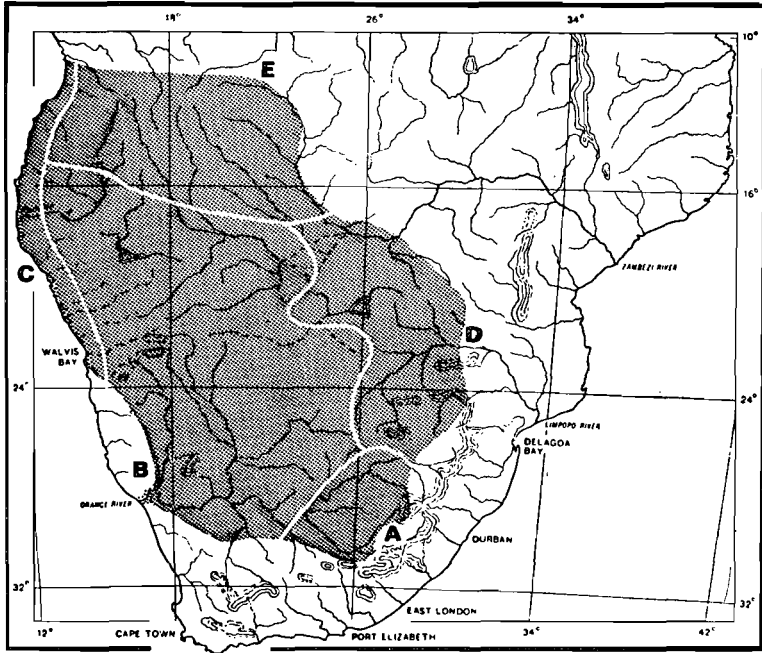 18° 26° 34°
10°
E
16°
C
ZAMBEZI RIVER
D
WALVIS
BAY
24° 24°
LIMPOPO RIVER
DELAGOA
BAY
B
ORANGE RIVER
A
DURBAN
32° 32°
EAST LONDON
12° CAPE TOWN PORT ELIZABETH 34° 42°